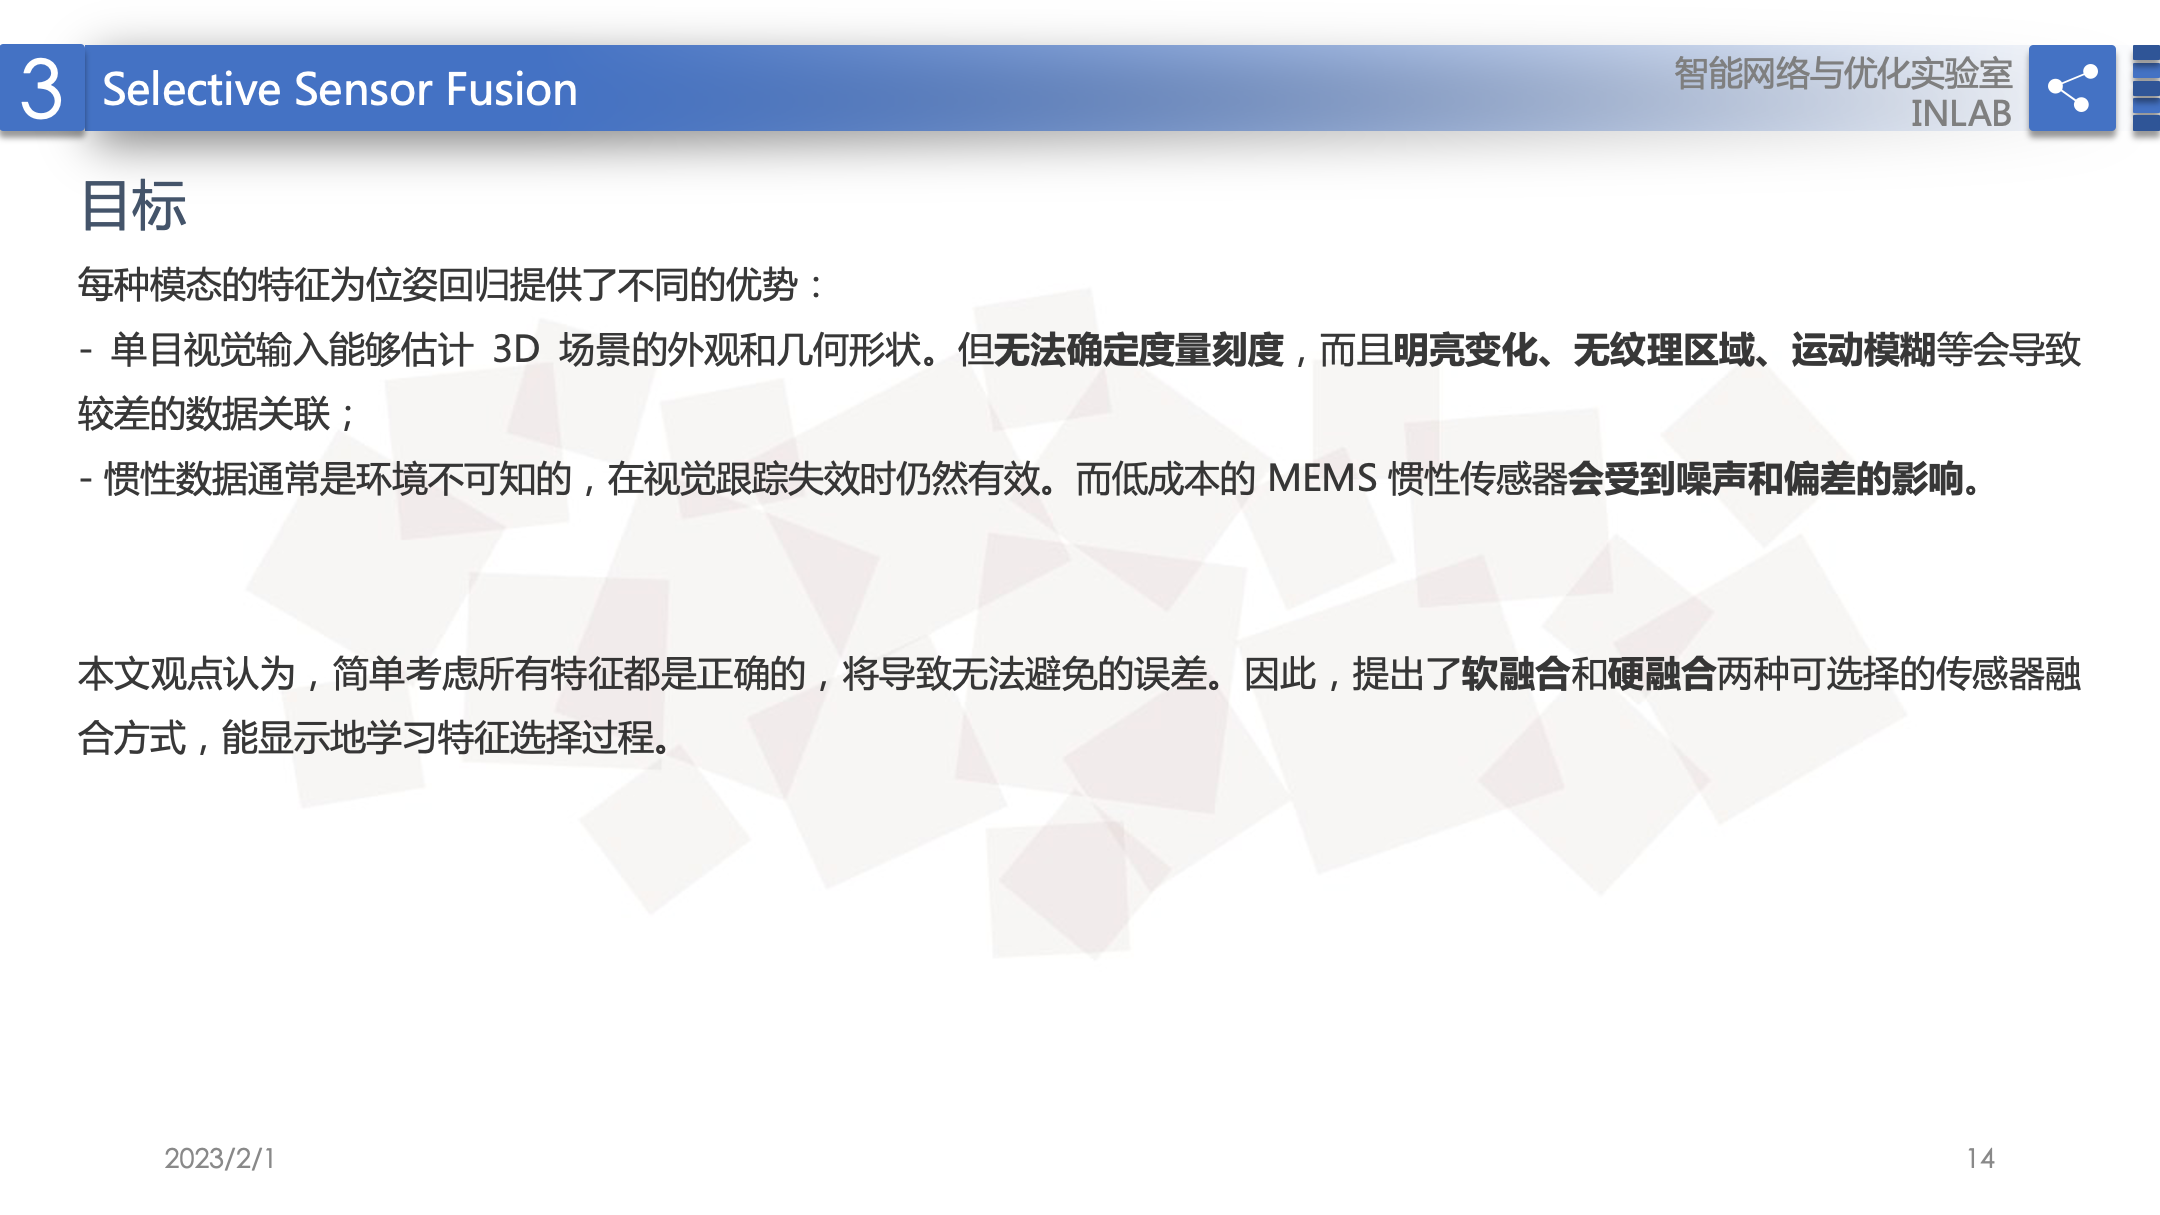 3
Selective Sensor Fusion
智能网络与优化实验室
INLAB
目标
每种模态的特征为位姿回归提供了不同的优势：
- 单目视觉输入能够估计 3D 场景的外观和几何形状。但无法确定度量刻度，而且明亮变化、无纹理区域、运动模糊等会导致
较差的数据关联；
- 惯性数据通常是环境不可知的，在视觉跟踪失效时仍然有效。而低成本的 MEMS 惯性传感器会受到噪声和偏差的影响。
本文观点认为，简单考虑所有特征都是正确的，将导致无法避免的误差。因此，提出了软融合和硬融合两种可选择的传感器融
合方式，能显示地学习特征选择过程。
2023/2/1
14